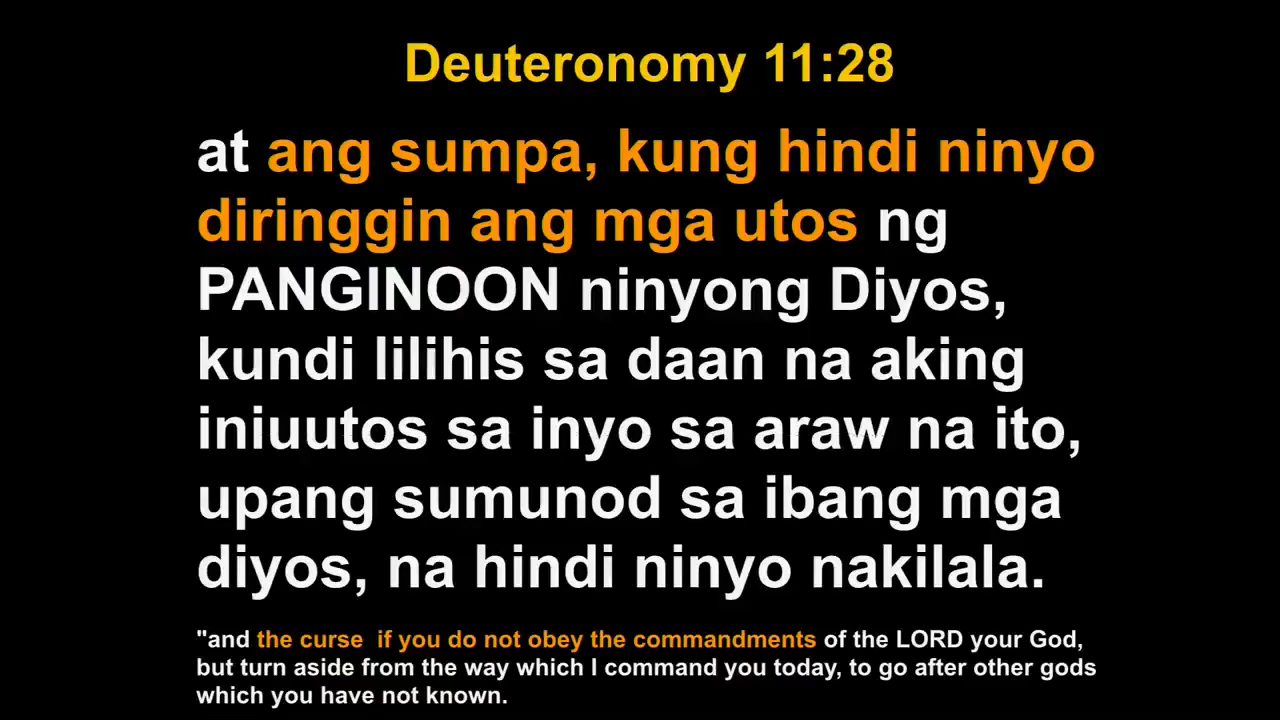 Deuteronomy 11:28
at ang sumpa, kung hindi ninyo
diringgin ang mga utos ng
PANGINOON ninyong Diyos,
kundi lilihis sa daan na aking
iniuutos sa inyo sa araw na ito,
upang sumunod sa ibang mga
diyos, na hindi ninyo nakilala.
"and the curse  if you do not obey the commandments of the LORD your God,
but turn aside from the way which I command you today, to go after other gods
which you have not known.